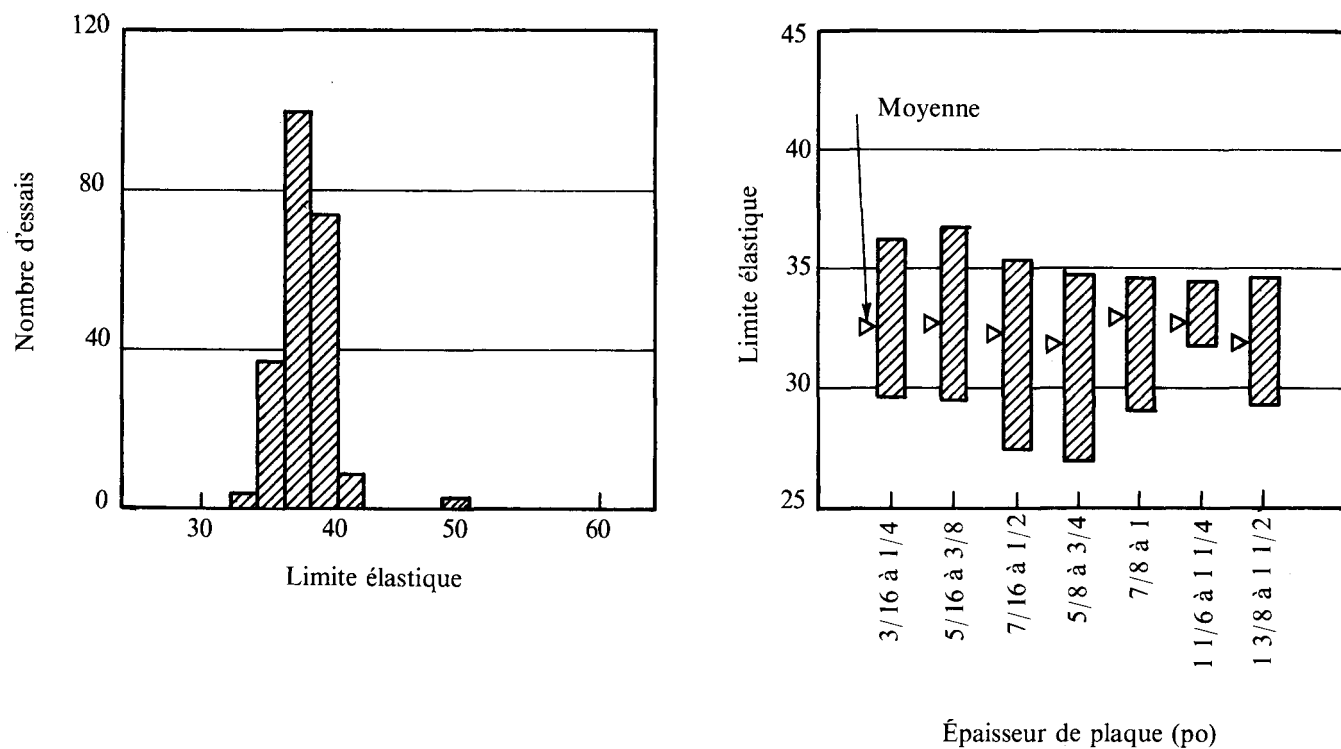 120
80
40
0
30
40
50
60
Nombre d'essais
Limite élastique
45
40
35
30
25
Moyenne
Limite élastique
3/16 à 1/4
5/16 à 3/8
7/16 à 1/2
5/8 à 3/4
7/8 à 1
1 1/6 à 1 1/4
1 3/8 à 1 1/2
Épaisseur de plaque (po)